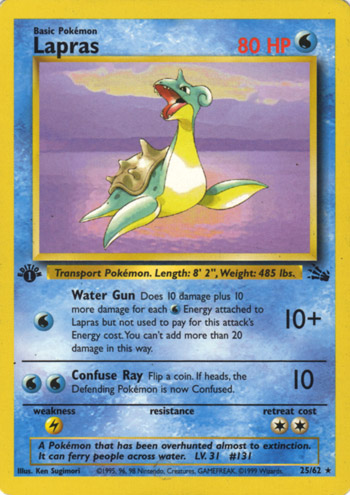 Basic Pokémon
Lapras
80 HP
EDITION
1
Transport Pokémon. Length: 8' 2", Weight: 485 lbs.
Water Gun Does 10 damage plus 10
more damage for each Energy attached to
Lapras but not used to pay for this attack's
Energy cost. You can't add more than 20
damage in this way.
10+
Confuse Ray Flip a coin. If heads, the
Defending Pokémon is now Confused.
10
weakness
resistance
retreat cost
A Pokémon that has been overhunted almost to extinction.
It can ferry people across water. LV. 31 #131
Illus. Ken Sugimori
©1995, 96, 98 Nintendo, Creatures, GAMEFREAK. ©1999 Wizards.
25/62 ★